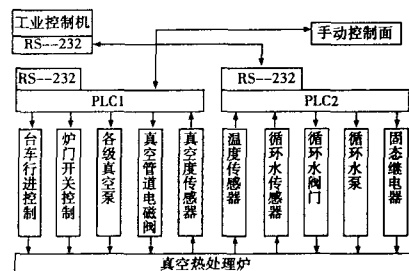 工业控制机
RS--232
手动控制面
RS--232
RS--232
PLC1
PLC2
台车行进控制
炉门开关控制
各级真空泵
真空管道电磁阀
真空度传感器
温度传感器
循环水传感器
循环水阀门
循环水泵
固态继电器
真空热处理炉